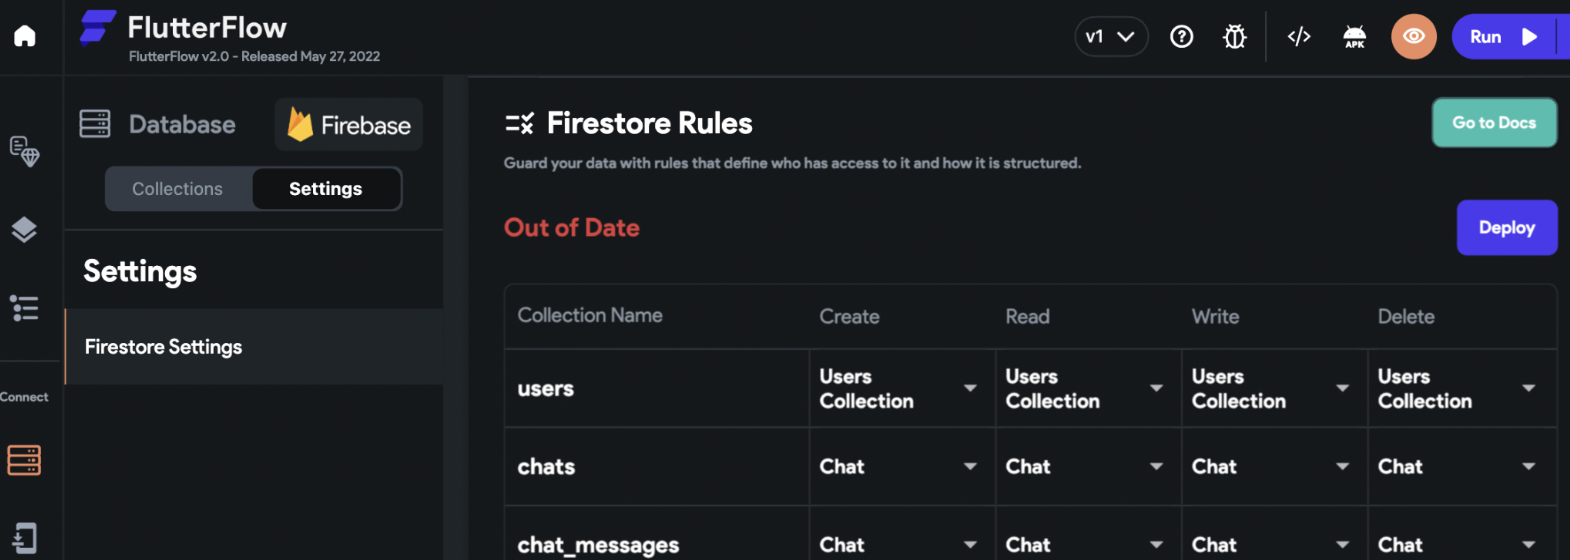 FlutterFlow
FlutterFlow v2.0 - Released May 27, 2022
v1
APK
Run
Database
Firebase
Collections
Settings
Settings
Firestore Settings
Connect
Firestore Rules
Go to Docs
Guard your data with rules that define who has access to it and how it is structured.
Out of Date
Deploy
Collection Name Create Read Write Delete
users Users Collection Users Collection Users Collection Users Collection
chats Chat Chat Chat Chat
chat_messages Chat Chat Chat Chat